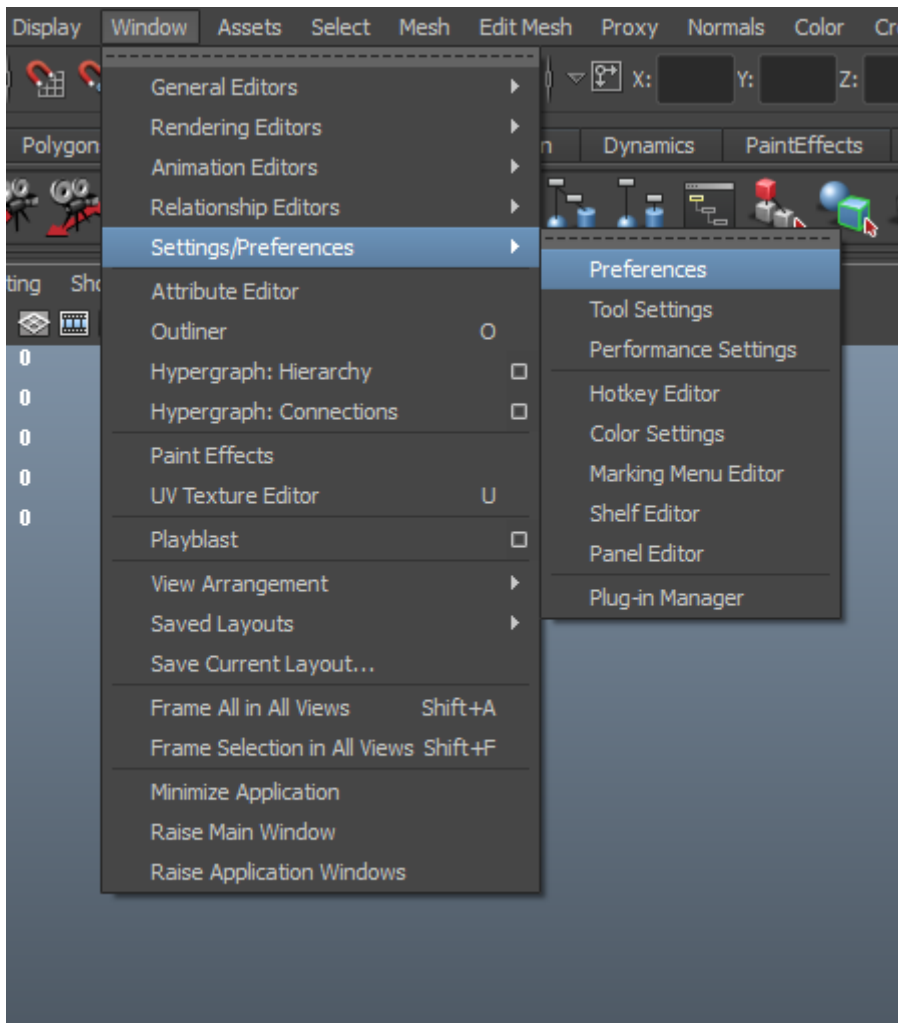 Display Window Assets Select Mesh Edit Mesh Proxy Normals Color
X: Y: Z:
Polygon Dynamics PaintEffects
General Editors
Rendering Editors
Animation Editors
Relationship Editors
Settings/Preferences
Attribute Editor
Outliner O
Hypergraph: Hierarchy
Hypergraph: Connections
Paint Effects
UV Texture Editor U
Playblast
View Arrangement
Saved Layouts
Save Current Layout...
Frame All in All Views Shift+A
Frame Selection in All Views Shift+F
Minimize Application
Raise Main Window
Raise Application Windows
Preferences
Tool Settings
Performance Settings
Hotkey Editor
Color Settings
Marking Menu Editor
Shelf Editor
Panel Editor
Plug-in Manager
0
0
0
0
0